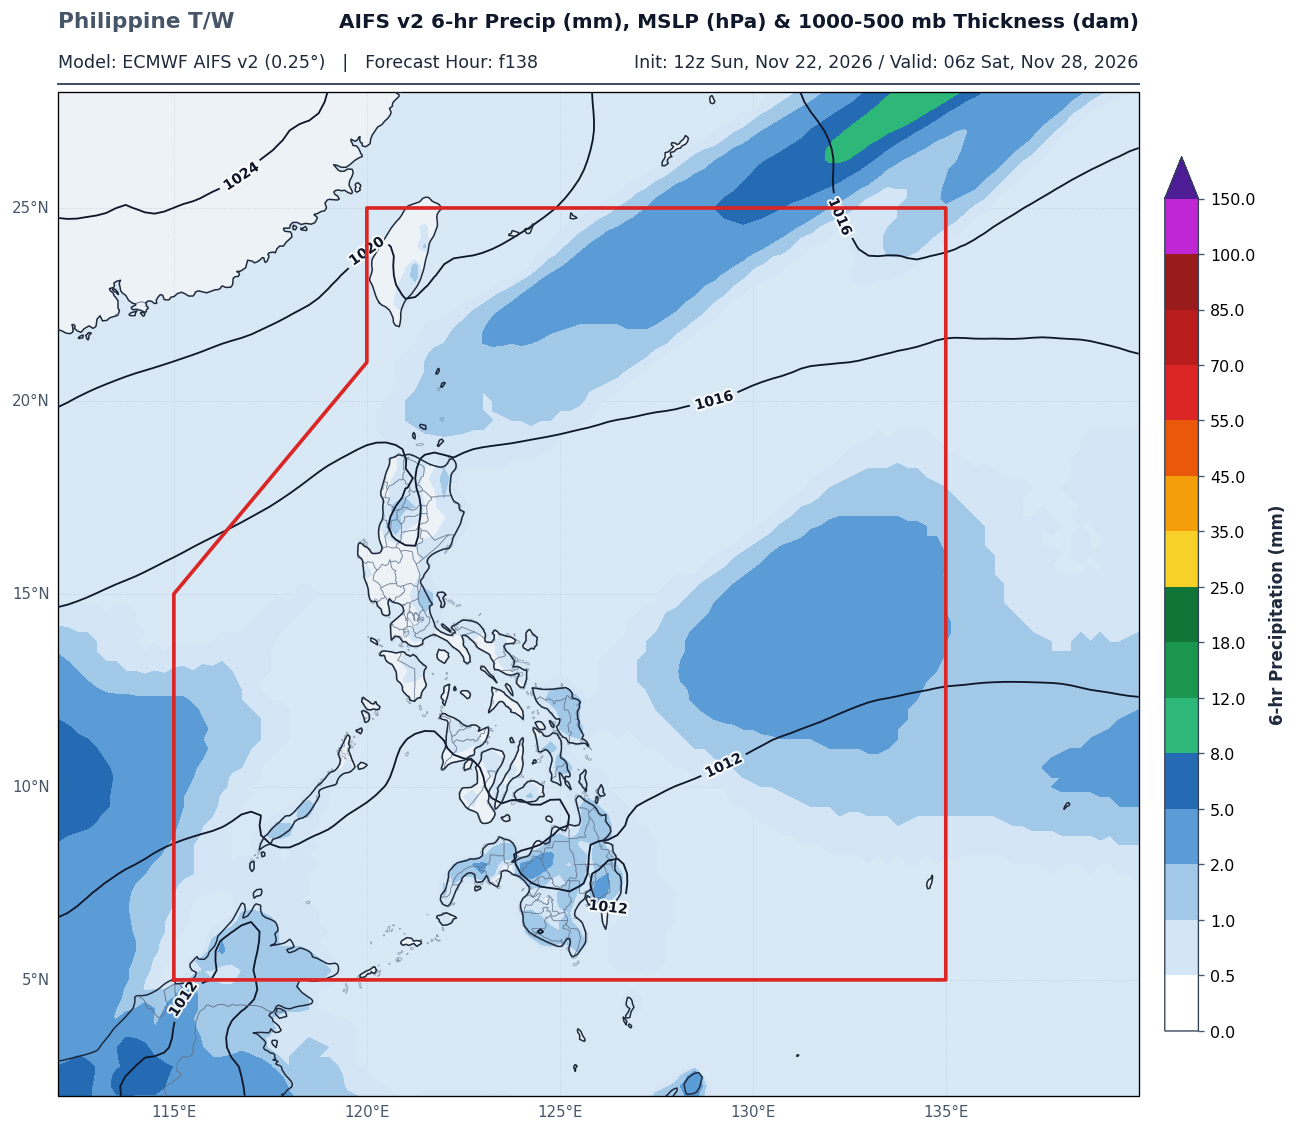 Philippine T/W
AIFS v2 6-hr Precip (mm), MSLP (hPa) & 1000-500 mb Thickness (dam)
Model: ECMWF AIFS v2 (0.25°) | Forecast Hour: f138
Init: 12z Sun, Nov 22, 2026 / Valid: 06z Sat, Nov 28, 2026
1024
1020
1016
1016
1012
1012
1012
25°N
20°N
15°N
10°N
5°N
115°E
120°E
125°E
130°E
135°E
150.0
100.0
85.0
70.0
55.0
45.0
35.0
25.0
18.0
12.0
8.0
5.0
2.0
1.0
0.5
0.0
6-hr Precipitation (mm)